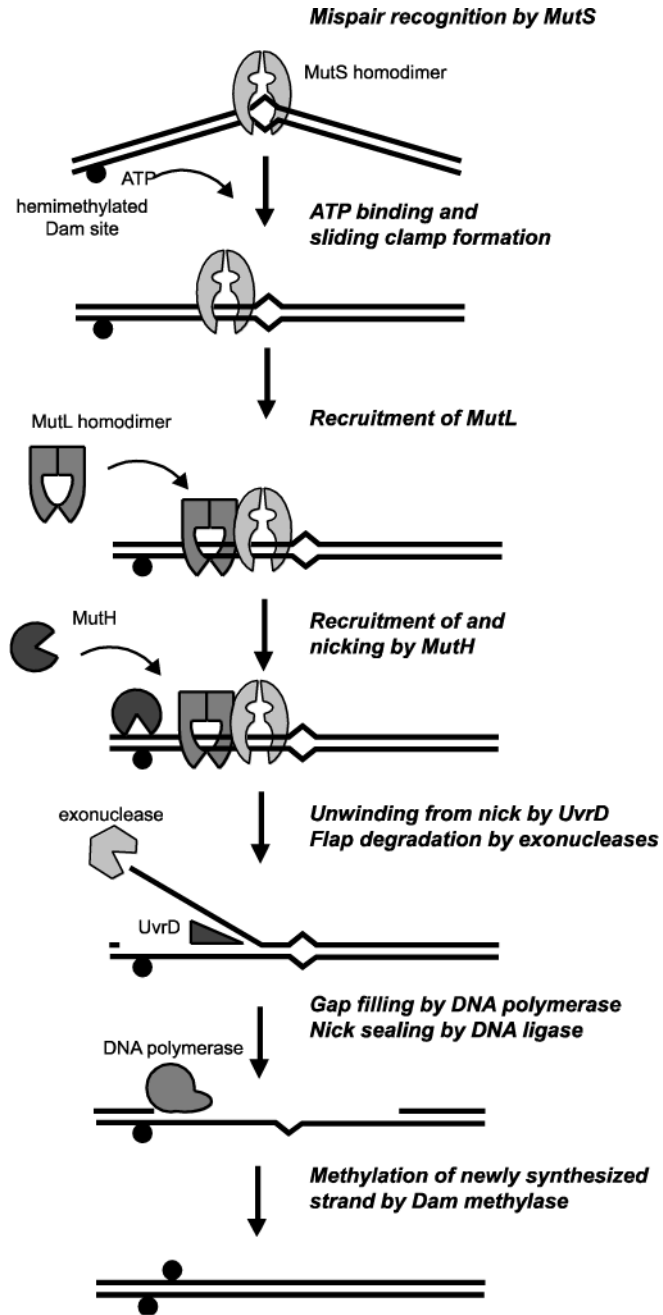 Mispair recognition by MutS
MutS homodimer
ATP
hemimethylated
Dam site
ATP binding and
sliding clamp formation
MutL homodimer
Recruitment of MutL
MutH
Recruitment of and
nicking by MutH
exonuclease
Unwinding from nick by UvrD
Flap degradation by exonucleases
UvrD
Gap filling by DNA polymerase
Nick sealing by DNA ligase
DNA polymerase
Methylation of newly synthesized
strand by Dam methylase